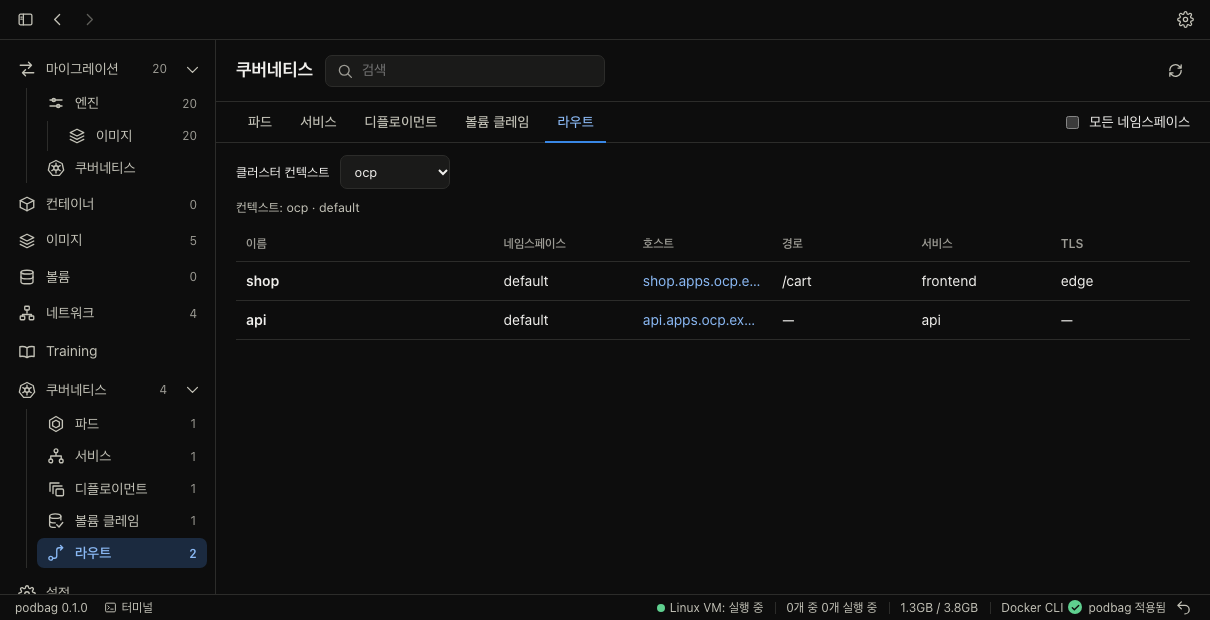 마이그레이션 20
엔진 20
이미지 20
쿠버네티스
컨테이너 0
이미지 5
볼륨 0
네트워크 4
Training
쿠버네티스 4
파드 1
서비스 1
디플로이먼트 1
볼륨 클레임 1
라우트 2
설정
쿠버네티스 검색
파드 서비스 디플로이먼트 볼륨 클레임 라우트 모든 네임스페이스
클러스터 컨텍스트 ocp
컨텍스트: ocp · default
이름 네임스페이스 호스트 경로 서비스 TLS
shop default shop.apps.ocp.e... /cart frontend edge
api default api.apps.ocp.ex... — api —
podbag 0.1.0 터미널 Linux VM: 실행 중 0개 중 0개 실행 중 1.3GB / 3.8GB Docker CLI podbag 적용됨